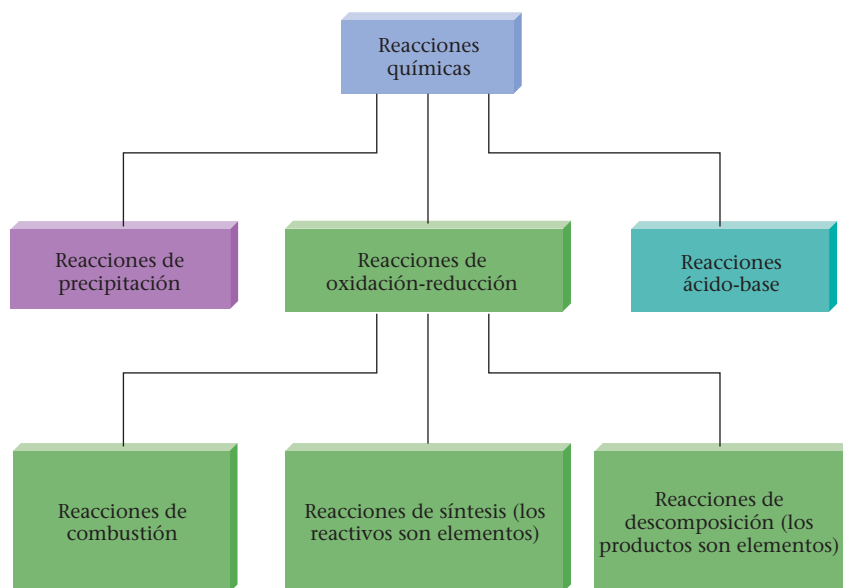 Reacciones
químicas
Reacciones de
precipitación
Reacciones de
oxidación-reducción
Reacciones
ácido-base
Reacciones de
combustión
Reacciones de síntesis (los
reactivos son elementos)
Reacciones de
descomposición (los
productos son elementos)